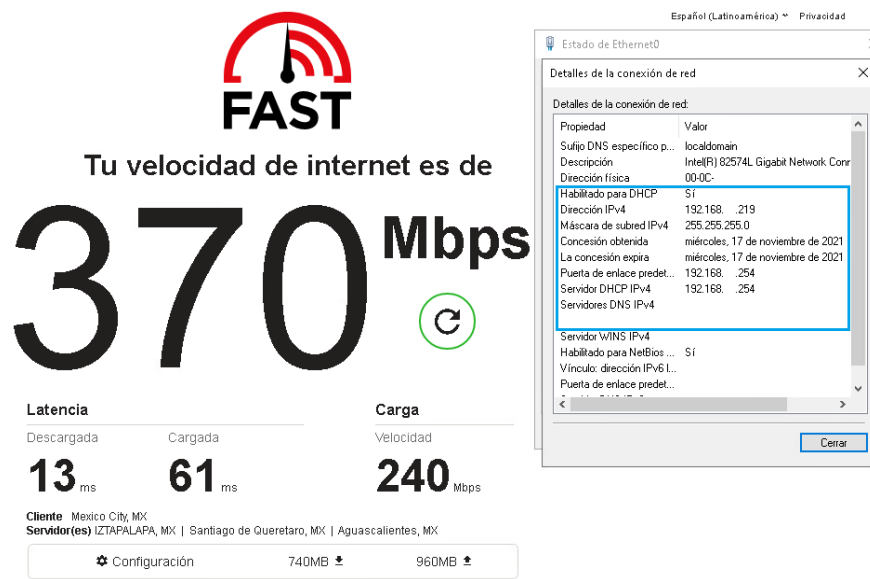 Español (Latinoamérica) Privacidad
FAST
Tu velocidad de internet es de
370 Mbps
Latencia
Descargada Cargada
13 ms 61 ms
Carga
Velocidad
240 Mbps
Cliente Mexico City, MX
Servidor(es) IZTAPALAPA, MX | Santiago de Queretaro, MX | Aguascalientes, MX
Configuración 740MB 960MB
Estado de Ethernet0
Detalles de la conexión de red
Detalles de la conexión de red:
Propiedad Valor
Sufijo DNS específico p... localdomain
Descripción Intel(R) 82574L Gigabit Network Conr
Dirección física 00-0C-
Habilitado para DHCP Sí
Dirección IPv4 192.168. .219
Máscara de subred IPv4 255.255.255.0
Concesión obtenida miércoles, 17 de noviembre de 2021
La concesión expira miércoles, 17 de noviembre de 2021
Puerta de enlace predet... 192.168. .254
Servidor DHCP IPv4 192.168. .254
Servidores DNS IPv4
Servidor WINS IPv4
Habilitado para NetBios ... Sí
Vínculo: dirección IPv6 l...
Puerta de enlace predet...
Cerrar